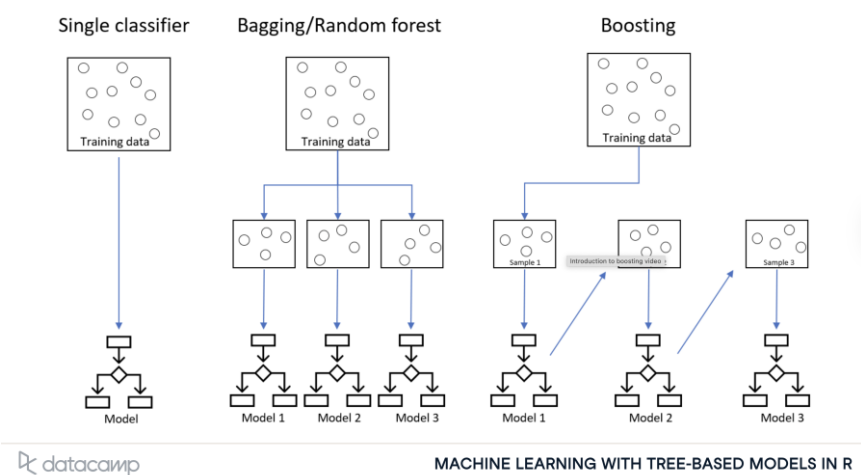 Single classifier
Bagging/Random forest
Boosting
Training data
Training data
Training data
Sample 1
Introduction to boosting video
Sample 3
Model
Model 1
Model 2
Model 3
Model 1
Model 2
Model 3
datacamp
MACHINE LEARNING WITH TREE-BASED MODELS IN R